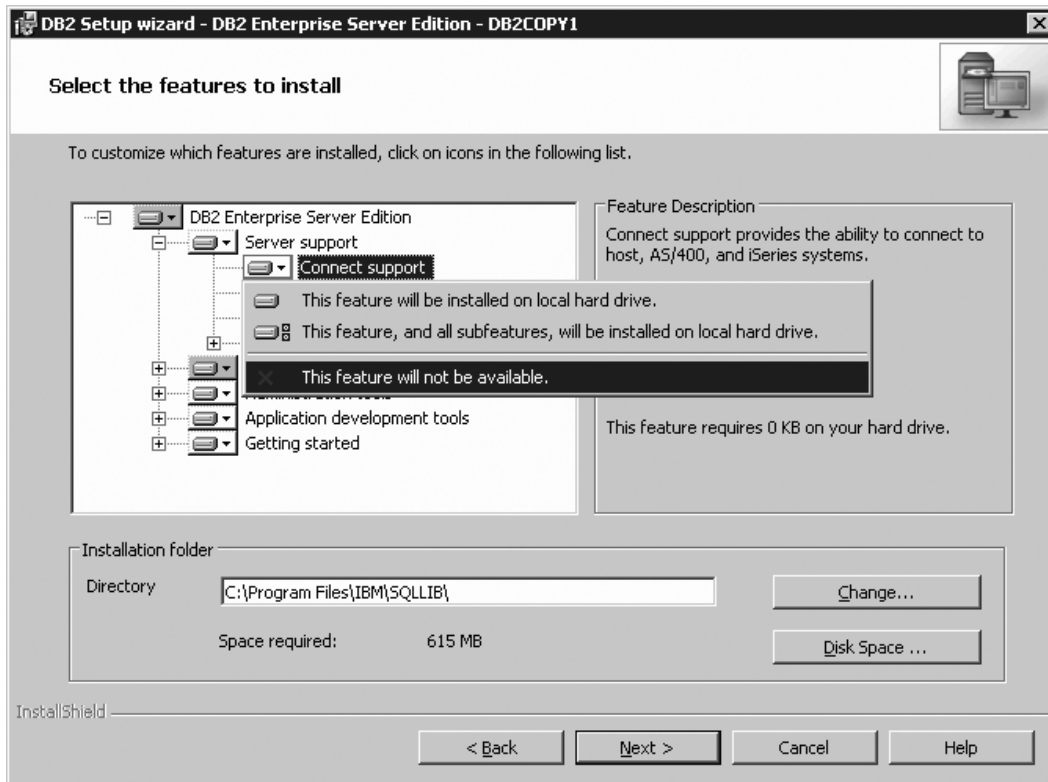 DB2 Setup wizard - DB2 Enterprise Server Edition - DB2COPY1
Select the features to install
To customize which features are installed, click on icons in the following list.
DB2 Enterprise Server Edition
Server support
Connect support
This feature will be installed on local hard drive.
This feature, and all subfeatures, will be installed on local hard drive.
This feature will not be available.
Application development tools
Getting started
Feature Description
Connect support provides the ability to connect to
host, AS/400, and iSeries systems.
This feature requires 0 KB on your hard drive.
Installation folder
Directory
C:\Program Files\IBM\SQLLIB\
Change...
Space required: 615 MB
Disk Space ...
InstallShield
< Back
Next >
Cancel
Help